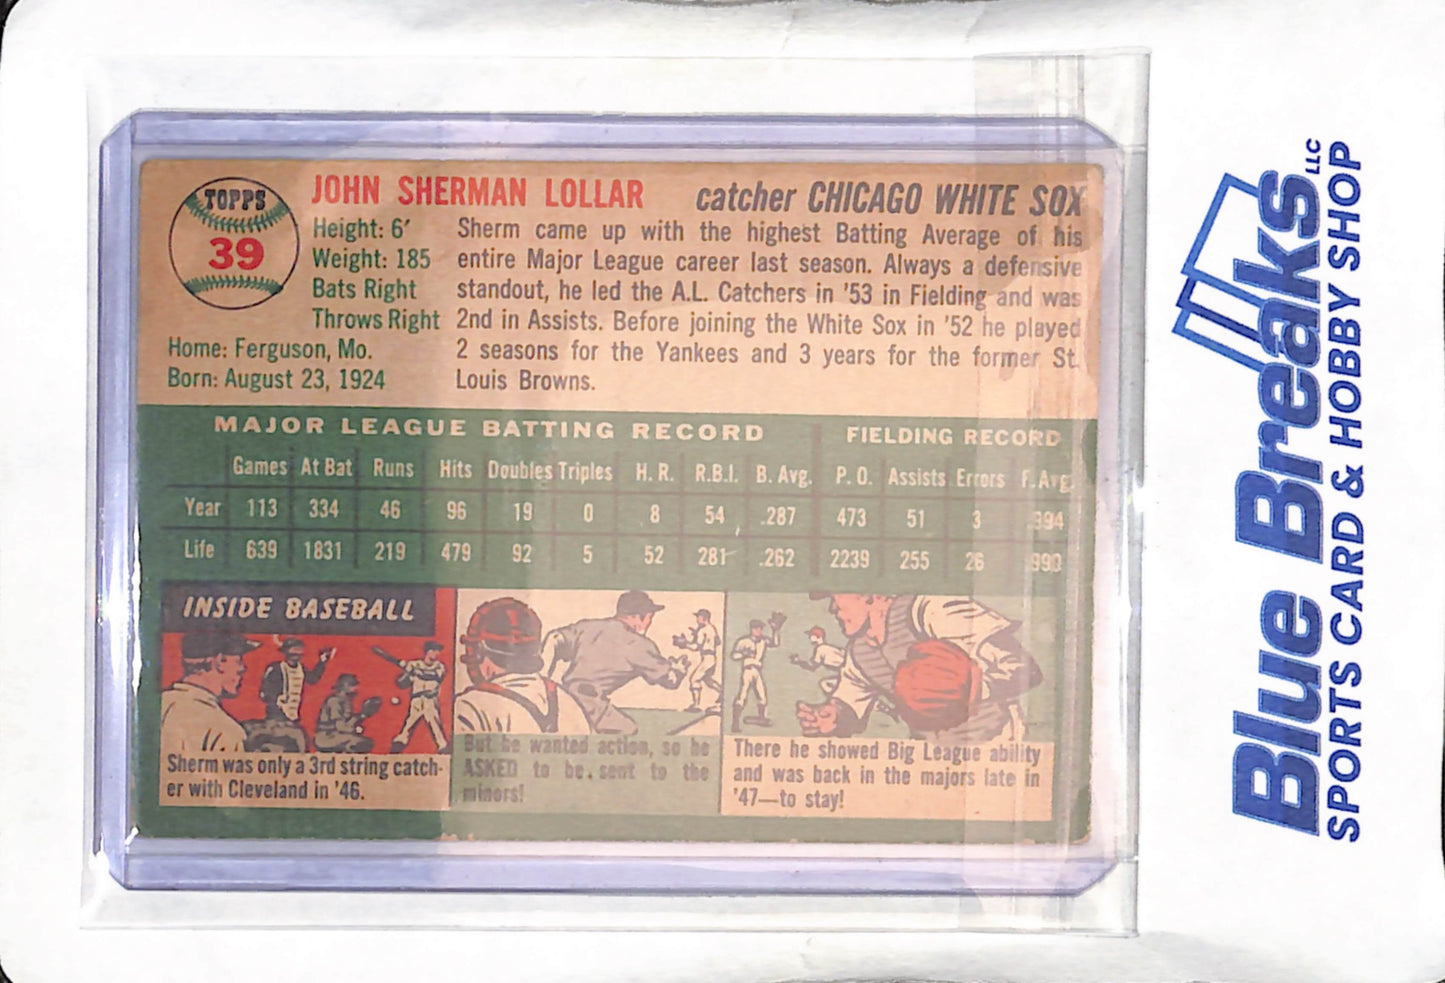 TOPPS
39
JOHN SHERMAN LOLLAR catcher CHICAGO WHITE SOX
Height: 6'
Weight: 185
Bats Right
Throws Right
Home: Ferguson, Mo.
Born: August 23, 1924
Sherm came up with the highest Batting Average of his
entire Major League career last season. Always a defensive
standout, he led the A.L. Catchers in '53 in Fielding and was
2nd in Assists. Before joining the White Sox in '52 he played
2 seasons for the Yankees and 3 years for the former St.
Louis Browns.
MAJOR LEAGUE BATTING RECORD FIELDING RECORD
Games At Bat Runs Hits Doubles Triples H. R. R.B.I. B. Avg. P. O. Assists Errors F. Avg.
Year 113 334 46 96 19 0 8 54 .287 473 51 3 .994
Life 639 1831 219 479 92 5 52 281 .262 2239 255 26 .990
INSIDE BASEBALL
Sherm was only a 3rd string catch-
er with Cleveland in '46.
But he wanted action, so he
ASKED to be sent to the
minors!
There he showed Big League ability
and was back in the majors late in
'47—to stay!
Blue Breaks LLC
SPORTS CARD & HOBBY SHOP